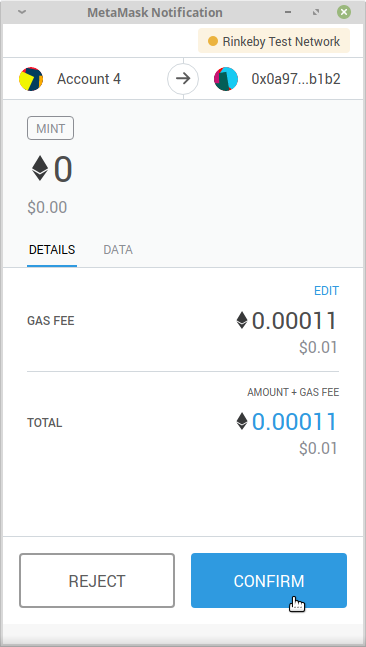 MetaMask Notification
Rinkeby Test Network
Account 4
0x0a97...b1b2
MINT
0
$0.00
DETAILS
DATA
EDIT
GAS FEE
0.00011
$0.01
AMOUNT + GAS FEE
TOTAL
0.00011
$0.01
REJECT
CONFIRM